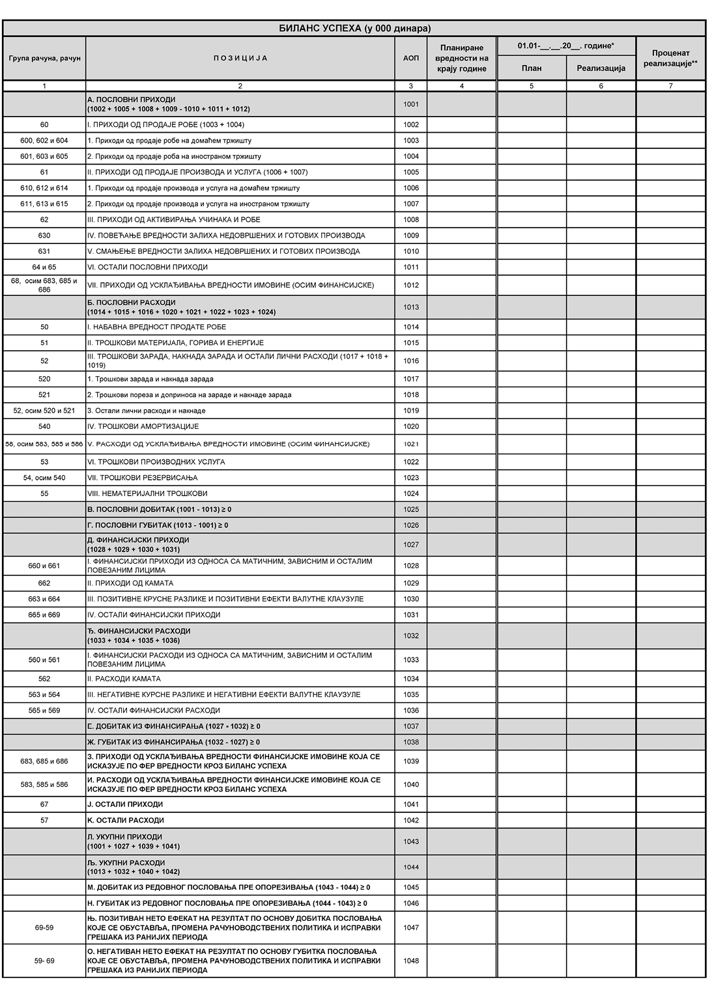 БИЛАНС УСПЕХА (у 000 динара)
Група рачуна, рачун
П О З И Ц И Ј А
АОП
Планиране
вредности на
крају године
01.01-__.__.20__. године*
Проценат
реализације**
План
Реализација
1 2 3 4 5 6 7
А. ПОСЛОВНИ ПРИХОДИ
(1002 + 1005 + 1008 + 1009 - 1010 + 1011 + 1012)
1001
60 I. ПРИХОДИ ОД ПРОДАЈЕ РОБЕ (1003 + 1004) 1002
600, 602 и 604 1. Приходи од продаје робе на домаћем тржишту 1003
601, 603 и 605 2. Приходи од продаје роба на иностраном тржишту 1004
61 II. ПРИХОДИ ОД ПРОДАЈЕ ПРОИЗВОДА И УСЛУГА (1006 + 1007) 1005
610, 612 и 614 1. Приходи од продаје производа и услуга на домаћем тржишту 1006
611, 613 и 615 2. Приходи од продаје производа и услуга на иностраном тржишту 1007
62 III. ПРИХОДИ ОД АКТИВИРАЊА УЧИНАКА И РОБЕ 1008
630 IV. ПОВЕЋАЊЕ ВРЕДНОСТИ ЗАЛИХА НЕДОВРШЕНИХ И ГОТОВИХ ПРОИЗВОДА 1009
631 V. СМАЊЕЊЕ ВРЕДНОСТИ ЗАЛИХА НЕДОВРШЕНИХ И ГОТОВИХ ПРОИЗВОДА 1010
64 и 65 VI. ОСТАЛИ ПОСЛОВНИ ПРИХОДИ 1011
68, осим 683, 685 и
686
VII. ПРИХОДИ ОД УСКЛАЂИВАЊА ВРЕДНОСТИ ИМОВИНЕ (ОСИМ ФИНАНСИЈСКЕ) 1012
Б. ПОСЛОВНИ РАСХОДИ
(1014 + 1015 + 1016 + 1020 + 1021 + 1022 + 1023 + 1024)
1013
50 I. НАБАВНА ВРЕДНОСТ ПРОДАТЕ РОБЕ 1014
51 II. ТРОШКОВИ МАТЕРИЈАЛА, ГОРИВА И ЕНЕРГИЈЕ 1015
52 III. ТРОШКОВИ ЗАРАДА, НАКНАДА ЗАРАДА И ОСТАЛИ ЛИЧНИ РАСХОДИ (1017 + 1018 +
1019)
1016
520 1. Трошкови зарада и накнада зарада 1017
521 2. Трошкови пореза и доприноса на зараде и накнаде зарада 1018
52, осим 520 и 521 3. Остали лични расходи и накнаде 1019
540 IV. ТРОШКОВИ АМОРТИЗАЦИЈЕ 1020
58, осим 583, 585 и 586 V. РАСХОДИ ОД УСКЛАЂИВАЊА ВРЕДНОСТИ ИМОВИНЕ (ОСИМ ФИНАНСИЈСКЕ) 1021
53 VI. ТРОШКОВИ ПРОИЗВОДНИХ УСЛУГА 1022
54, осим 540 VII. ТРОШКОВИ РЕЗЕРВИСАЊА 1023
55 VIII. НЕМАТЕРИЈАЛНИ ТРОШКОВИ 1024
В. ПОСЛОВНИ ДОБИТАК (1001 - 1013) ≥ 0 1025
Г. ПОСЛОВНИ ГУБИТАК (1013 - 1001) ≥ 0 1026
Д. ФИНАНСИЈСКИ ПРИХОДИ
(1028 + 1029 + 1030 + 1031)
1027
660 и 661 I. ФИНАНСИЈСКИ ПРИХОДИ ИЗ ОДНОСА СА МАТИЧНИМ, ЗАВИСНИМ И ОСТАЛИМ
ПОВЕЗАНИМ ЛИЦИМА
1028
662 II. ПРИХОДИ ОД КАМАТА 1029
663 и 664 III. ПОЗИТИВНЕ КРУСНЕ РАЗЛИКЕ И ПОЗИТИВНИ ЕФЕКТИ ВАЛУТНЕ КЛАУЗУЛЕ 1030
665 и 669 IV. ОСТАЛИ ФИНАНСИЈСКИ ПРИХОДИ 1031
Ђ. ФИНАНСИЈСКИ РАСХОДИ
(1033 + 1034 + 1035 + 1036)
1032
560 и 561 I. ФИНАНСИЈСКИ РАСХОДИ ИЗ ОДНОСА СА МАТИЧНИМ, ЗАВИСНИМ И ОСТАЛИМ
ПОВЕЗАНИМ ЛИЦИМА
1033
562 II. РАСХОДИ КАМАТА 1034
563 и 564 III. НЕГАТИВНЕ КУРСНЕ РАЗЛИКЕ И НЕГАТИВНИ ЕФЕКТИ ВАЛУТНЕ КЛАУЗУЛЕ 1035
565 и 569 IV. ОСТАЛИ ФИНАНСИЈСКИ РАСХОДИ 1036
Е. ДОБИТАК ИЗ ФИНАНСИРАЊА (1027 - 1032) ≥ 0 1037
Ж. ГУБИТАК ИЗ ФИНАНСИРАЊА (1032 - 1027) ≥ 0 1038
683, 685 и 686 З. ПРИХОДИ ОД УСКЛАЂИВАЊА ВРЕДНОСТИ ФИНАНСИЈСКЕ ИМОВИНЕ КОЈА СЕ
ИСКАЗУЈЕ ПО ФЕР ВРЕДНОСТИ КРОЗ БИЛАНС УСПЕХА
1039
583, 585 и 586 И. РАСХОДИ ОД УСКЛАЂИВАЊА ВРЕДНОСТИ ФИНАНСИЈСКЕ ИМОВИНЕ КОЈА СЕ
ИСКАЗУЈЕ ПО ФЕР ВРЕДНОСТИ КРОЗ БИЛАНС УСПЕХА
1040
67 Ј. ОСТАЛИ ПРИХОДИ 1041
57 К. ОСТАЛИ РАСХОДИ 1042
Л. УКУПНИ ПРИХОДИ
(1001 + 1027 + 1039 + 1041)
1043
Љ. УКУПНИ РАСХОДИ
(1013 + 1032 + 1040 + 1042)
1044
М. ДОБИТАК ИЗ РЕДОВНОГ ПОСЛОВАЊА ПРЕ ОПОРЕЗИВАЊА (1043 - 1044) ≥ 0 1045
Н. ГУБИТАК ИЗ РЕДОВНОГ ПОСЛОВАЊА ПРЕ ОПОРЕЗИВАЊА (1044 - 1043) ≥ 0 1046
69-59 Њ. ПОЗИТИВАН НЕТО ЕФЕКАТ НА РЕЗУЛТАТ ПО ОСНОВУ ДОБИТКА ПОСЛОВАЊА
КОЈЕ СЕ ОБУСТАВЉА, ПРОМЕНА РАЧУНОВОДСТВЕНИХ ПОЛИТИКА И ИСПРАВКИ
ГРЕШАКА ИЗ РАНИЈИХ ПЕРИОДА
1047
59- 69 О. НЕГАТИВАН НЕТО ЕФЕКАТ НА РЕЗУЛТАТ ПО ОСНОВУ ГУБИТКА ПОСЛОВАЊА
КОЈЕ СЕ ОБУСТАВЉА, ПРОМЕНА РАЧУНОВОДСТВЕНИХ ПОЛИТИКА И ИСПРАВКИ
ГРЕШАКА ИЗ РАНИЈИХ ПЕРИОДА
1048